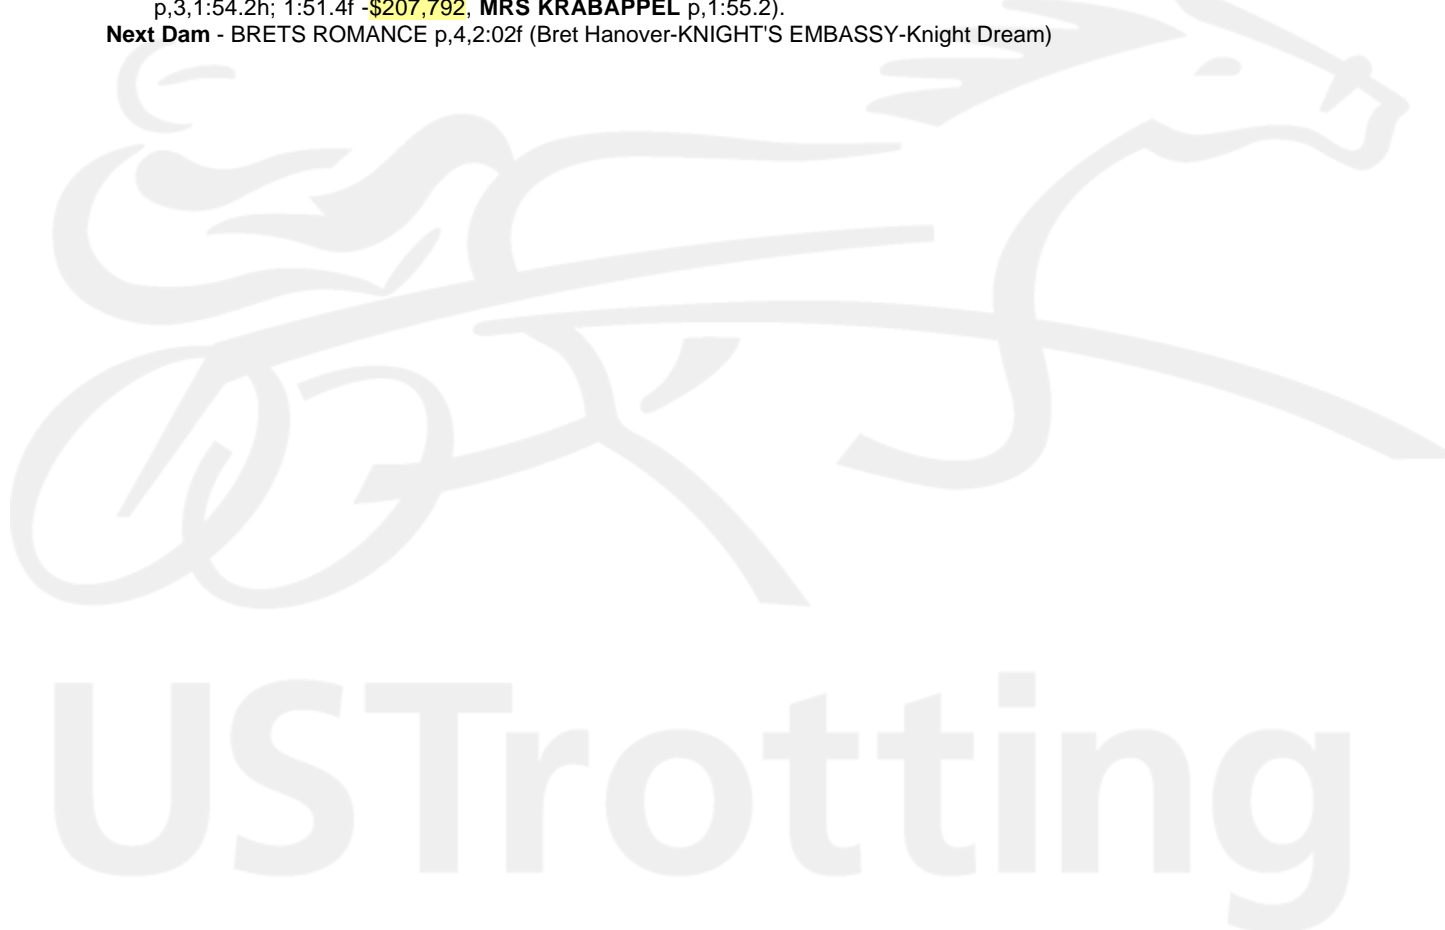 p,3,1:54.2h; 1:51.4f -$207,792, MRS KRABAPPEL p,1:55.2).
Next Dam - BRETS ROMANCE p,4,2:02f (Bret Hanover-KNIGHT'S EMBASSY-Knight Dream)
USTrotting